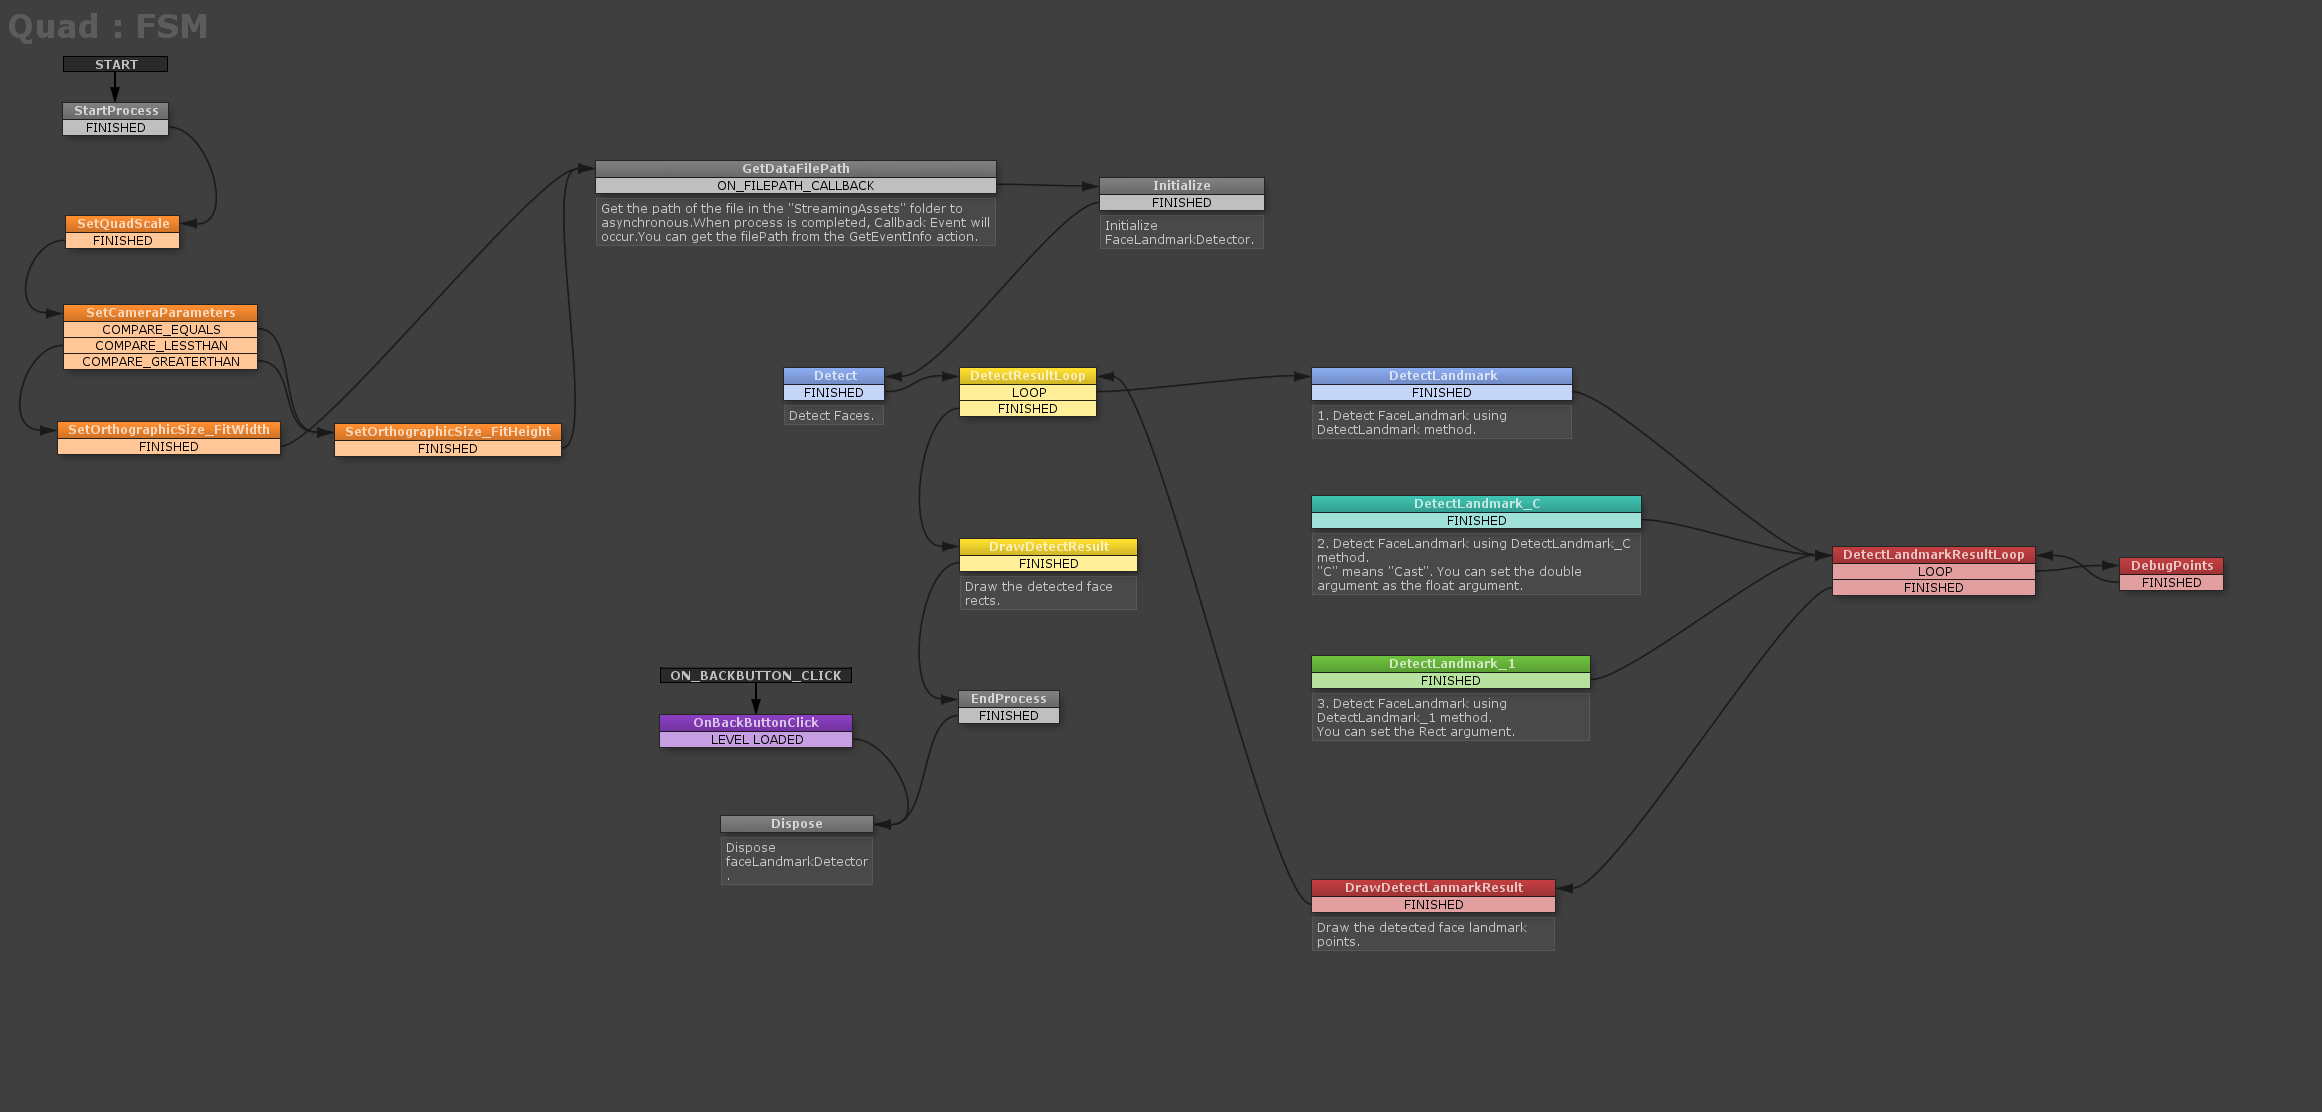 Quad : FSM
START
StartProcess
FINISHED
SetQuadScale
FINISHED
SetCameraParameters
COMPARE_EQUALS
COMPARE_LESSTHAN
COMPARE_GREATERTHAN
SetOrthographicSize_FitWidth
FINISHED
SetOrthographicSize_FitHeight
FINISHED
GetDataFilePath
ON_FILEPATH_CALLBACK
Get the path of the file in the "StreamingAssets" folder to
asynchronous.When process is completed, Callback Event will
occur.You can get the filePath from the GetEventInfo action.
Initialize
FINISHED
Initialize
FaceLandmarkDetector.
Detect
FINISHED
Detect Faces.
DetectResultLoop
LOOP
FINISHED
DetectLandmark
FINISHED
1. Detect FaceLandmark using
DetectLandmark method.
DetectLandmark_C
FINISHED
2. Detect FaceLandmark using DetectLandmark_C
method.
"C" means "Cast". You can set the double
argument as the float argument.
DetectLandmark_1
FINISHED
3. Detect FaceLandmark using
DetectLandmark_1 method.
You can set the Rect argument.
DetectLandmarkResultLoop
LOOP
FINISHED
DebugPoints
FINISHED
DrawDetectResult
FINISHED
Draw the detected face
rects.
ON_BACKBUTTON_CLICK
OnBackButtonClick
LEVEL LOADED
EndProcess
FINISHED
Dispose
Dispose
faceLandmarkDetector
.
DrawDetectLanmarkResult
FINISHED
Draw the detected face landmark
points.